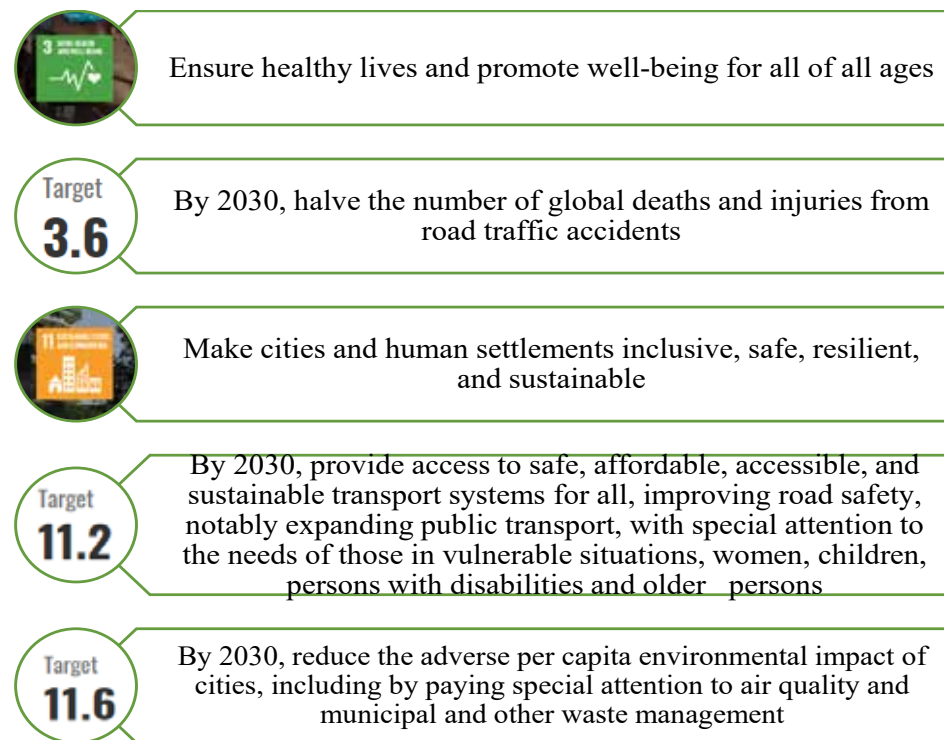 3
Ensure healthy lives and promote well-being for all of all ages
Target
3.6
By 2030, halve the number of global deaths and injuries from
road traffic accidents
11
Make cities and human settlements inclusive, safe, resilient,
and sustainable
Target
11.2
By 2030, provide access to safe, affordable, accessible, and
sustainable transport systems for all, improving road safety,
notably expanding public transport, with special attention to
the needs of those in vulnerable situations, women, children,
persons with disabilities and older persons
Target
11.6
By 2030, reduce the adverse per capita environmental impact of
cities, including by paying special attention to air quality and
municipal and other waste management